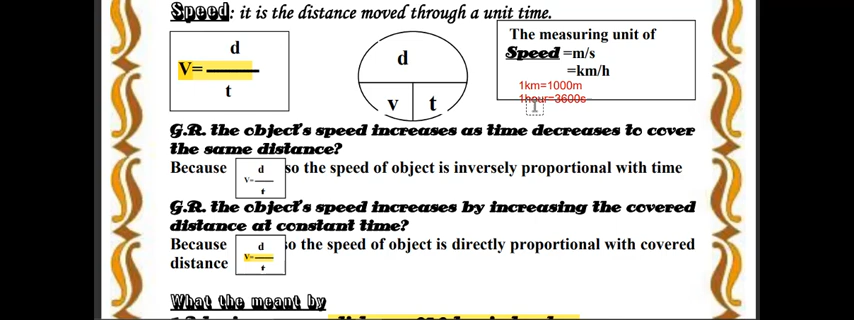 Speed: it is the distance moved through a unit time.
d
V=
t
d
v t
The measuring unit of
Speed =m/s
=km/h
1km=1000m
1hour=3600s
G.R. the object's speed increases as time decreases to cover
the same distance?
Because V= d t so the speed of object is inversely proportional with time
G.R. the object's speed increases by increasing the covered
distance at constant time?
Because V= d t so the speed of object is directly proportional with covered
distance
What the meant by